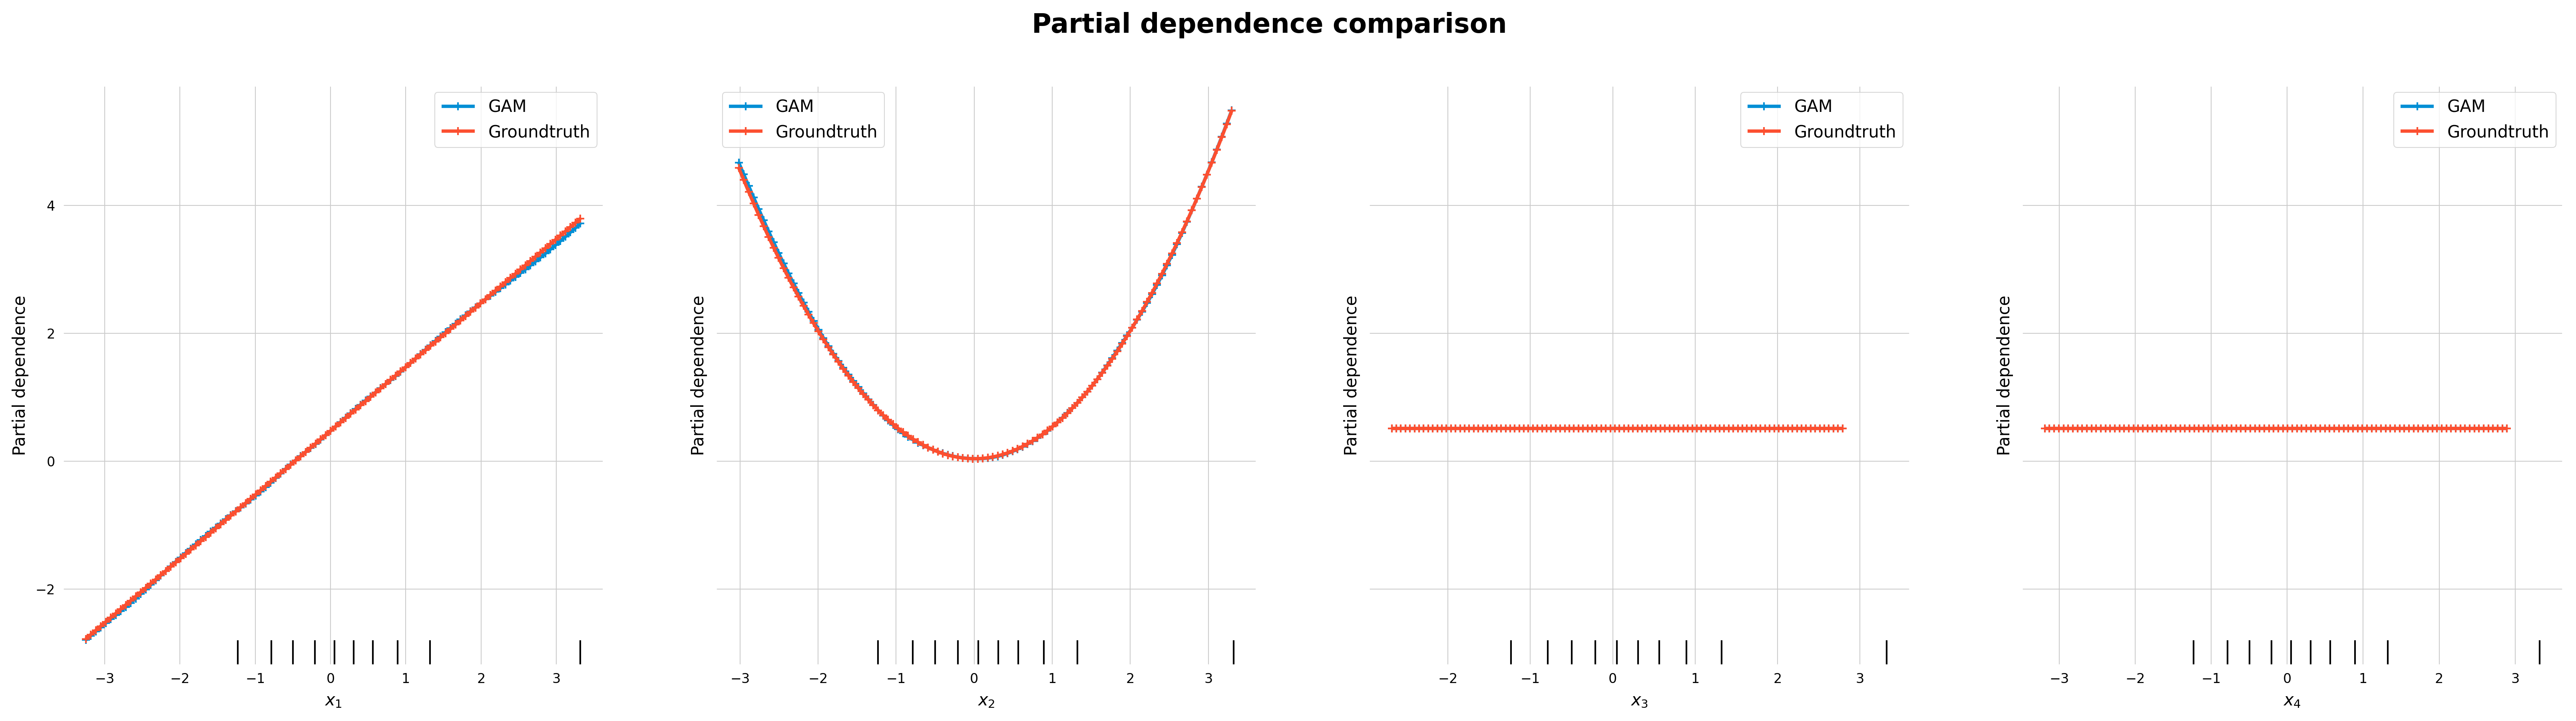 Partial dependence comparison
GAM
Groundtruth
Partial dependence
4
2
0
−2
−3 −2 −1 0 1 2 3
x₁
GAM
Groundtruth
Partial dependence
−3 −2 −1 0 1 2 3
x₂
GAM
Groundtruth
Partial dependence
−2 −1 0 1 2 3
x₃
GAM
Groundtruth
Partial dependence
−3 −2 −1 0 1 2 3
x₄